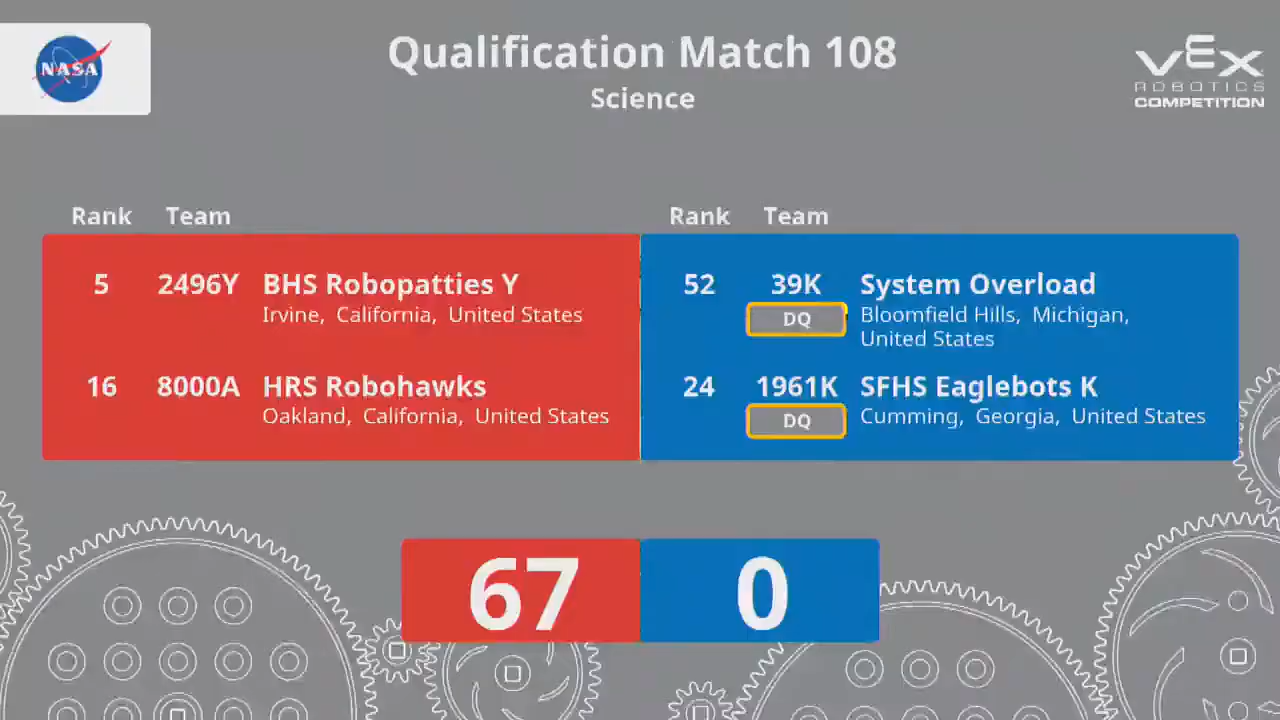 NASA
Qualification Match 108
Science
VEX
ROBOTICS
COMPETITION
Rank Team
5 2496Y BHS Robopatties Y
Irvine, California, United States
16 8000A HRS Robohawks
Oakland, California, United States
Rank Team
52 39K System Overload
DQ Bloomfield Hills, Michigan,
United States
24 1961K SFHS Eaglebots K
DQ Cumming, Georgia, United States
67 0